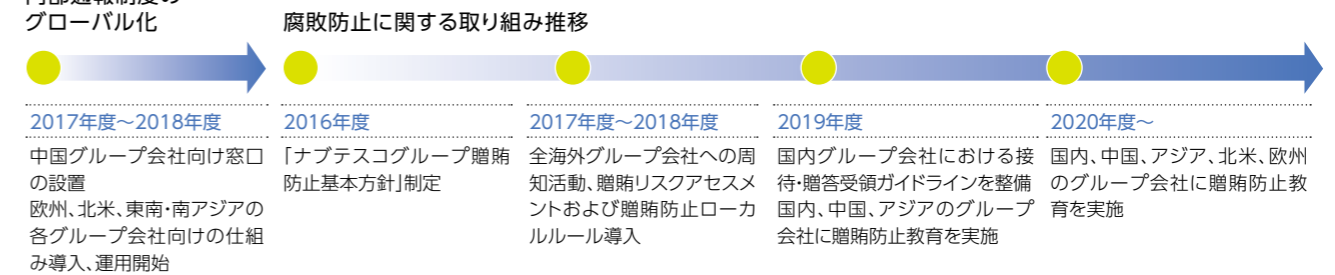 グローバル化
2017年度～2018年度
中国グループ会社向け窓口
の設置
欧州、北米、東南・南アジアの
各グループ会社向けの仕組
み導入、運用開始
腐敗防止に関する取り組み推移
2016年度
「ナブテスコグループ贈賄
防止基本方針」制定
2017年度～2018年度
全海外グループ会社への周
知活動、贈賄リスクアセスメ
ントおよび贈賄防止ローカ
ルルール導入
2019年度
国内グループ会社における接
待・贈答受領ガイドラインを整備
国内、中国、アジアのグループ
会社に贈賄防止教育を実施
2020年度～
国内、中国、アジア、北米、欧州
のグループ会社に贈賄防止教
育を実施